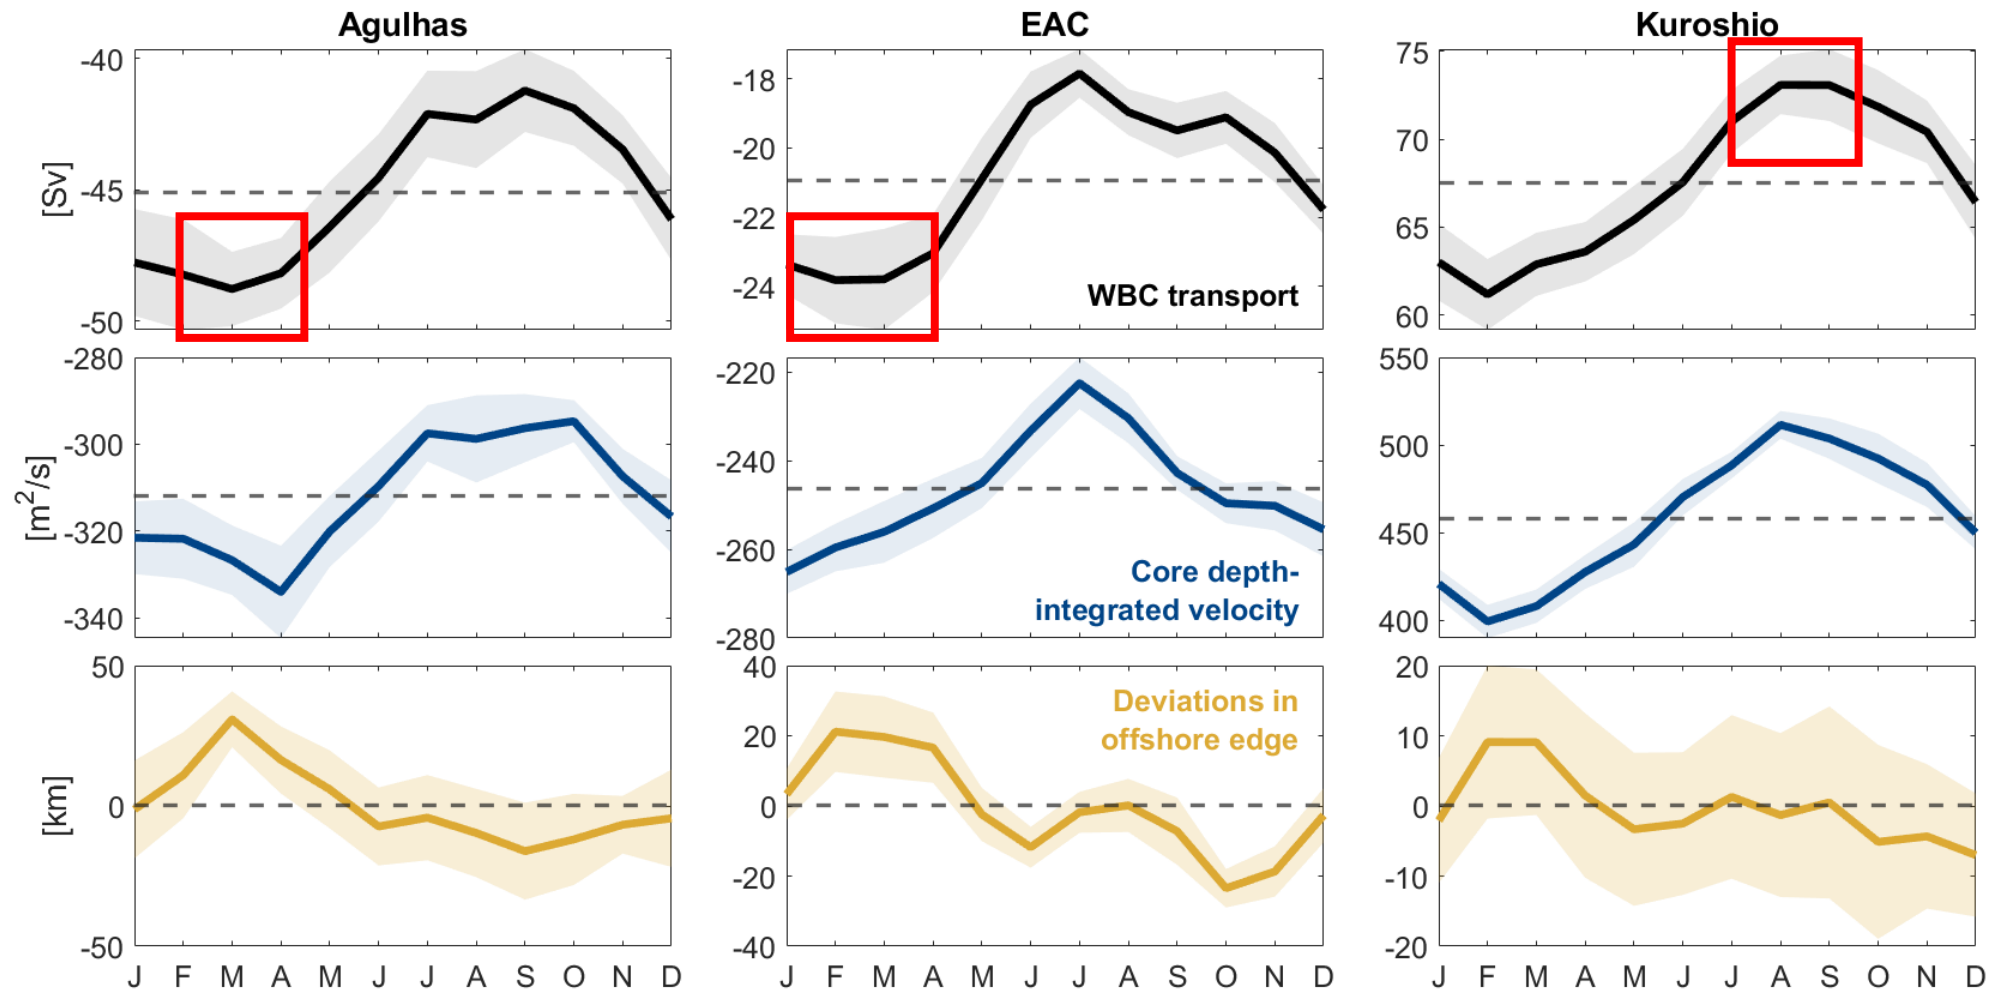 Agulhas
EAC
Kuroshio
[Sv]
-40
-45
-50
-18
-20
-22
-24
WBC transport
75
70
65
60
[m²/s]
-280
-300
-320
-340
-220
-240
-260
-280
Core depth-
integrated velocity
550
500
450
400
[km]
50
0
-50
40
20
0
-20
-40
Deviations in
offshore edge
20
10
0
-10
-20
J F M A M J J A S O N D
J F M A M J J A S O N D
J F M A M J J A S O N D